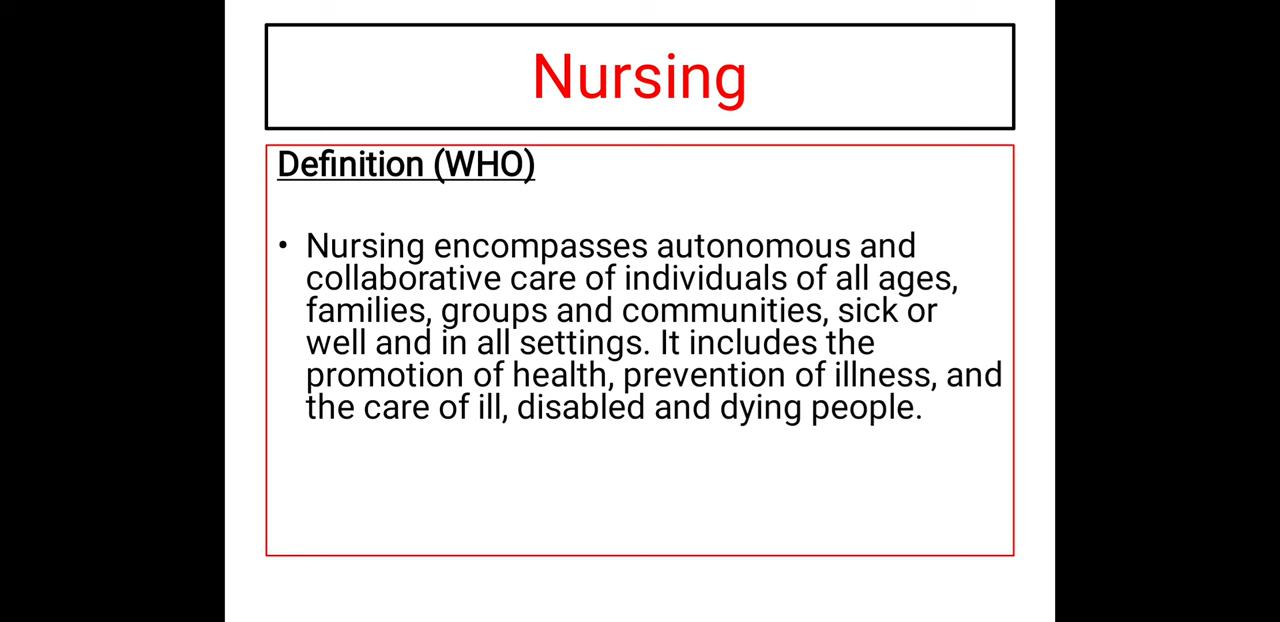 Nursing
Definition (WHO)
• Nursing encompasses autonomous and
collaborative care of individuals of all ages,
families, groups and communities, sick or
well and in all settings. It includes the
promotion of health, prevention of illness, and
the care of ill, disabled and dying people.